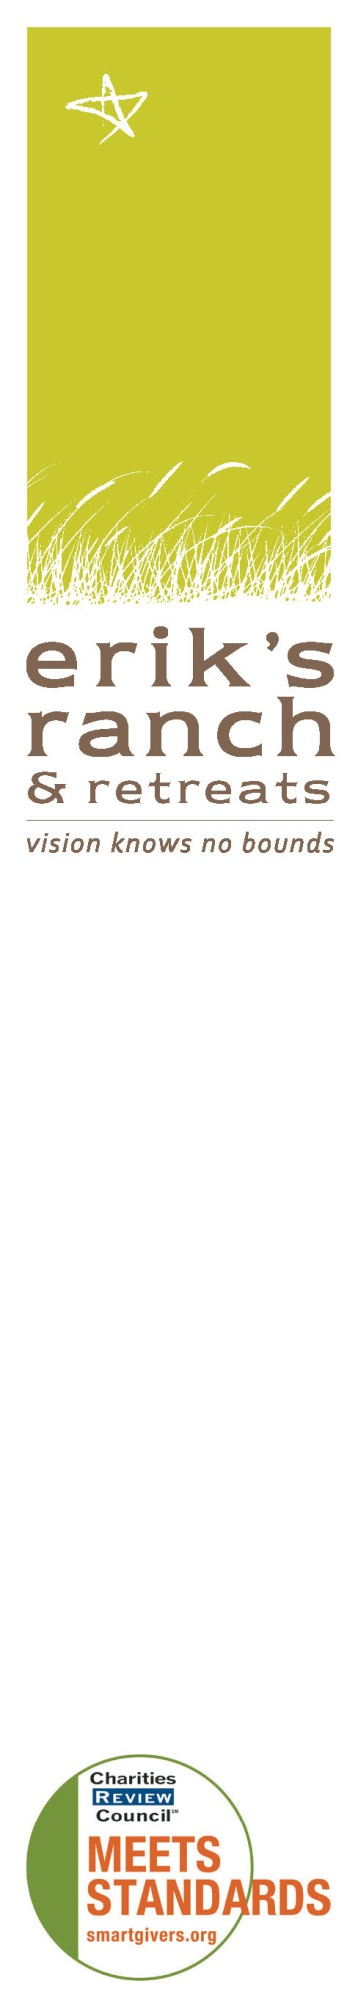 erik's
ranch
& retreats
vision knows no bounds
Charities
REVIEW
Council℠
MEETS
STANDARDS
smartgivers.org